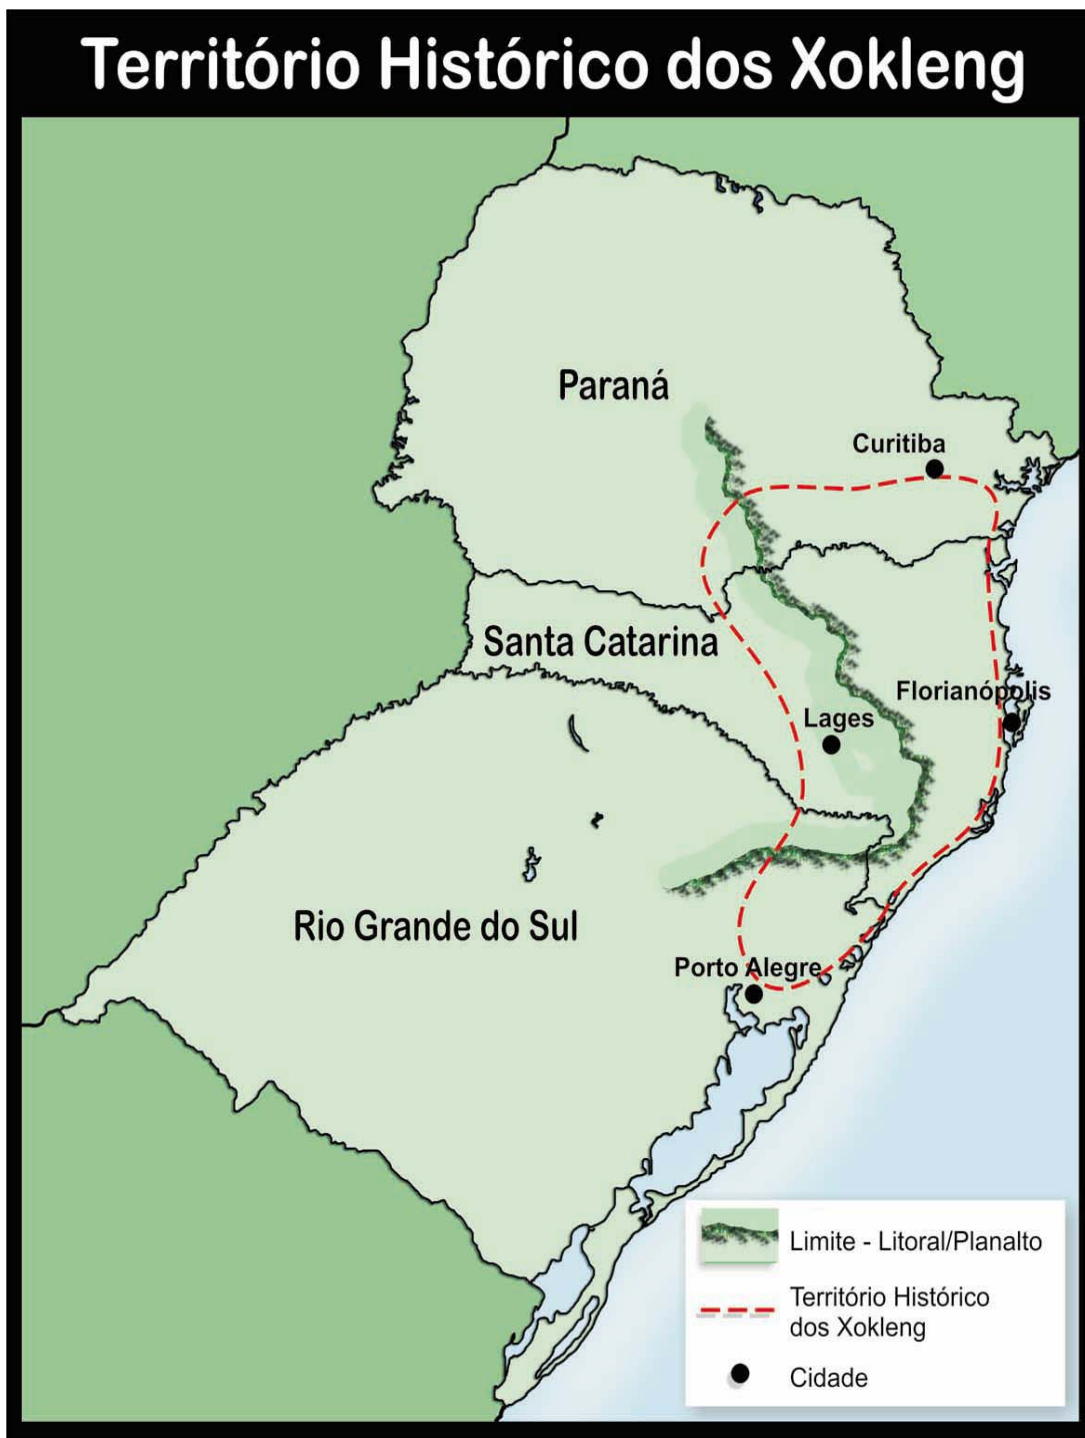 Território Histórico dos Xokleng
Paraná
Curitiba
Santa Catarina
Florianópolis
Lages
Rio Grande do Sul
Porto Alegre
Limite - Litoral/Planalto
Território Histórico
dos Xokleng
Cidade